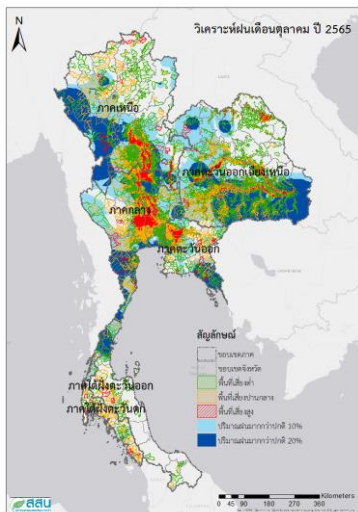 N
วิเคราะห์ฝนเดือนตุลาคม ปี 2565
ภาคเหนือ
ภาคตะวันออกเฉียงเหนือ
ภาคกลาง
ภาคตะวันออก
ภาคใต้ฝั่งตะวันออก
ภาคใต้ฝั่งตะวันตก
สัญลักษณ์
ขอบเขตภาค
ขอบเขตจังหวัด
พื้นที่เสี่ยงต่ำ
พื้นที่เสี่ยงปานกลาง
พื้นที่เสี่ยงสูง
ปริมาณฝนมากกว่าปกติ 10%
ปริมาณฝนมากกว่าปกติ 20%
Kilometers
0 45 90 180 270 360
สสน